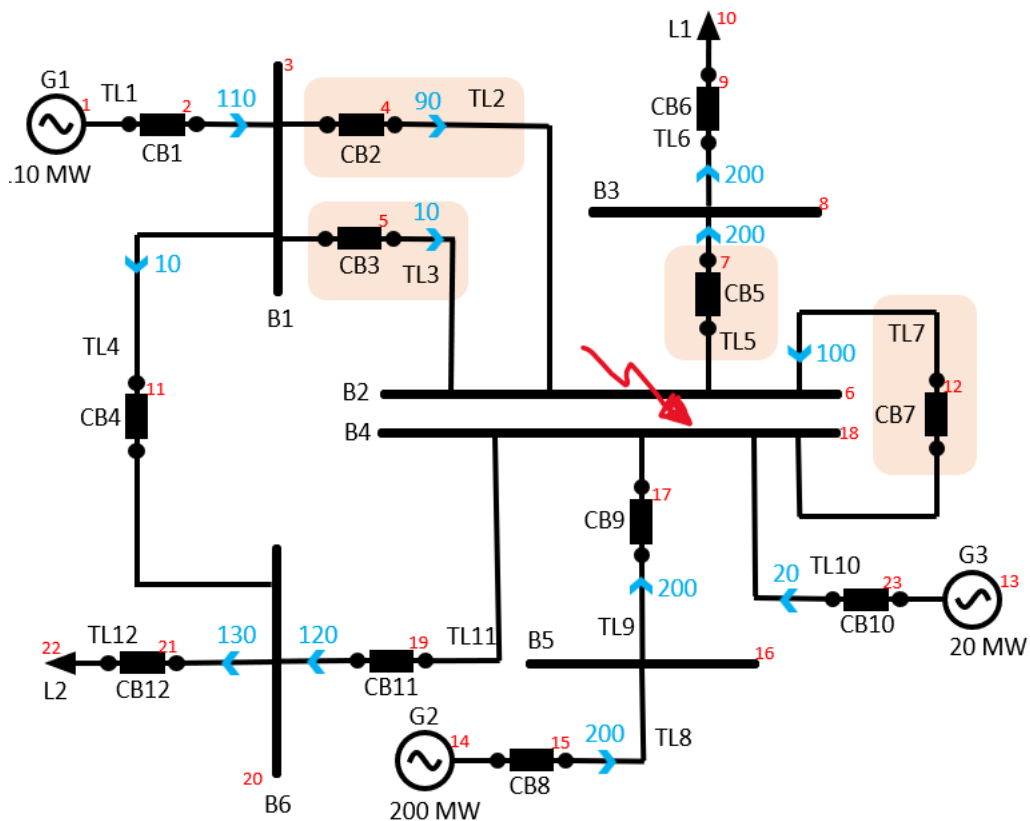 L1
10
9
CB6
TL6
200
B3
8
200
7
CB5
TL5
G1
1
TL1
2
110
3
CB1
.10 MW
4
90
TL2
CB2
5
10
CB3
TL3
10
B1
TL4
11
CB4
100
TL7
12
CB7
B2
6
B4
18
17
CB9
200
TL9
20
TL10
23
CB10
G3
13
20 MW
B5
16
22
TL12
21
130
120
19
TL11
L2
CB12
CB11
20
B6
G2
14
15
200
TL8
CB8
200 MW